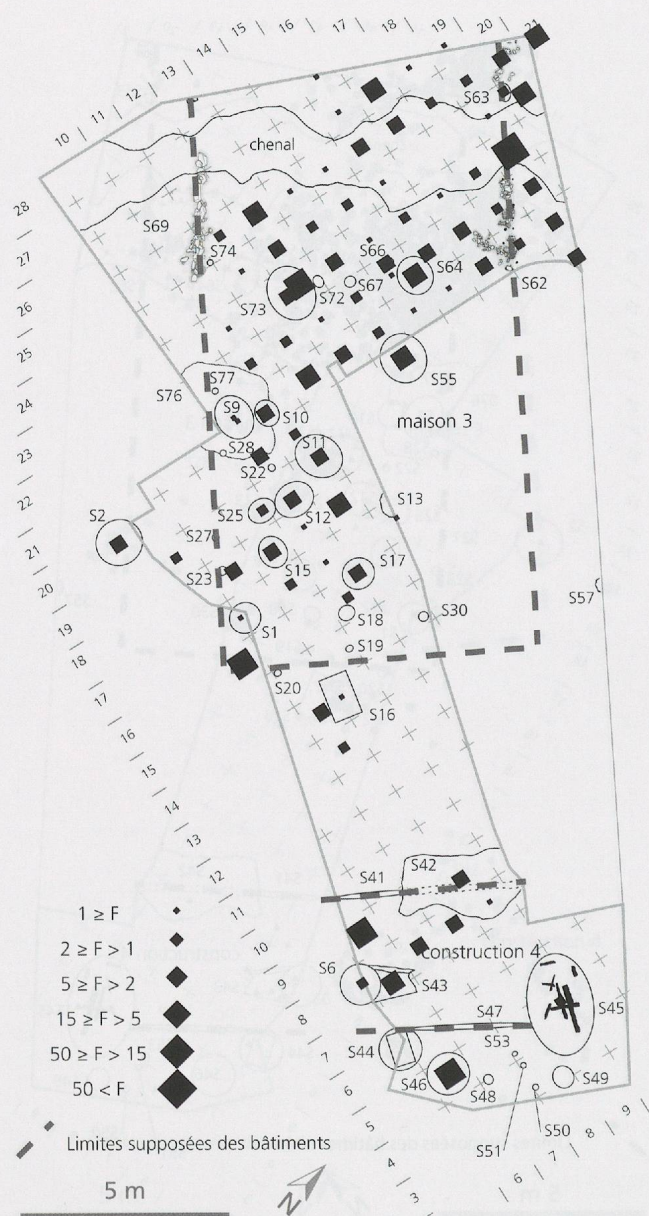 10 | 11 | 12 | 13 | 14 | 15 | 16 | 17 | 18 | 19 | 20 | 21
28
27
26
25
24
23
22
21
20
19
18
17
16
15
14
13
12
11
10
9
8
7
6
5
4
3
6 | 7 | 8 | 9
chenal
S63
S69
S74
S66
S64
S62
S73
S72
S67
S55
S77
S76
S9
S10
maison 3
S28
S11
S22
S2
S25
S12
S13
S27
S15
S17
S23
S57
S1
S18
S30
S19
S20
S16
S42
S41
construction 4
S6
S43
S45
S47
S44
S53
S46
S48
S49
S50
S51
1 ≥ F
2 ≥ F > 1
5 ≥ F > 2
15 ≥ F > 5
50 ≥ F > 15
50 < F
Limites supposées des bâtiments
5 m
N